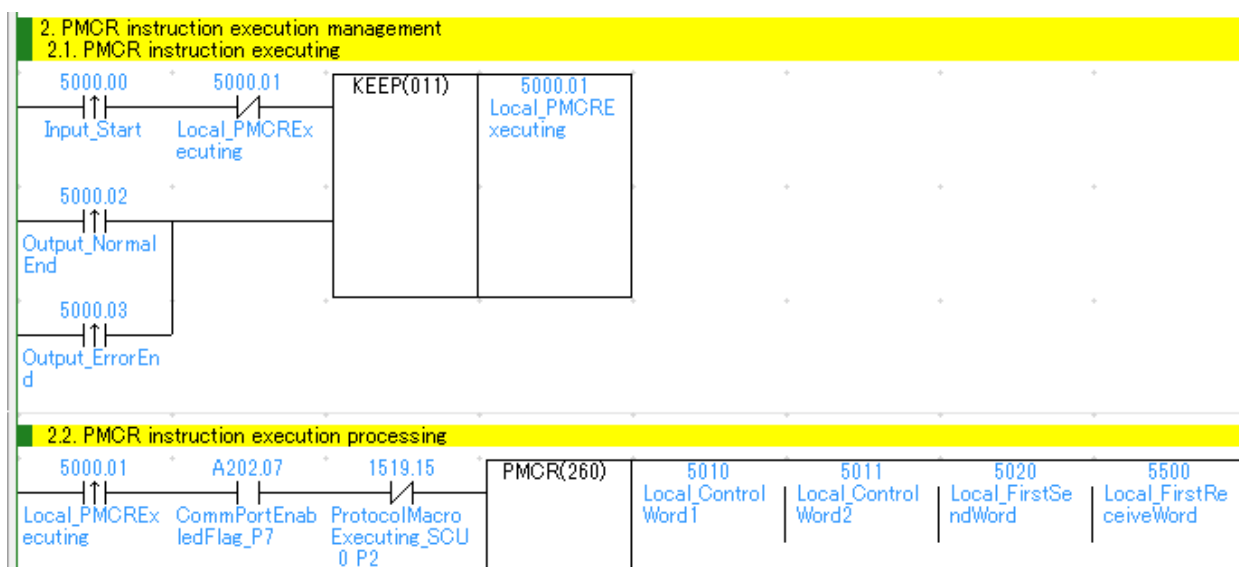 2. PMCR instruction execution management
2.1. PMCR instruction executing
5000.00 5000.01 KEEP(011) 5000.01
Local_PMCRE
xecuting
Input_Start Local_PMCREx
ecuting
5000.02
Output_Normal
End
5000.03
Output_ErrorEn
d
2.2. PMCR instruction execution processing
5000.01 A202.07 1519.15 PMCR(260) 5010 5011 5020 5500
Local_Control Local_Control Local_FirstSe Local_FirstRe
Word1 Word2 ndWord ceiveWord
Local_PMCREx CommPortEnab ProtocolMacro
ecuting ledFlag_P7 Executing_SCU
0 P2